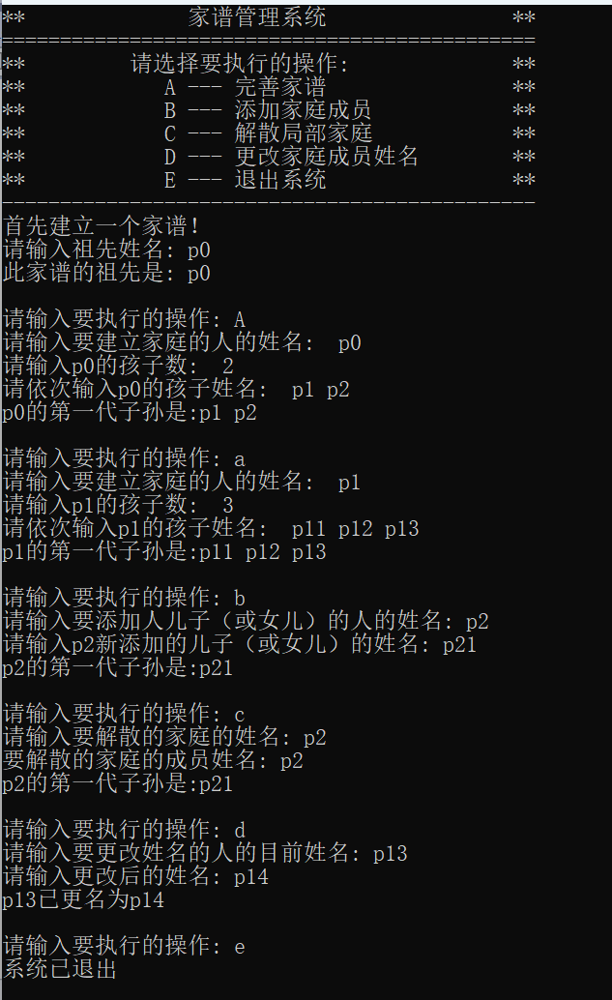 **              家谱管理系统                **
==============================================
**         请选择要执行的操作:              **
**            A --- 完善家谱                **
**            B --- 添加家庭成员            **
**            C --- 解散局部家庭            **
**            D --- 更改家庭成员姓名        **
**            E --- 退出系统                **
----------------------------------------------
首先建立一个家谱!
请输入祖先姓名: p0
此家谱的祖先是: p0
请输入要执行的操作: A
请输入要建立家庭的人的姓名:  p0
请输入p0的孩子数:  2
请依次输入p0的孩子姓名:  p1 p2
p0的第一代子孙是:p1 p2
请输入要执行的操作: a
请输入要建立家庭的人的姓名:  p1
请输入p1的孩子数:  3
请依次输入p1的孩子姓名:  p11 p12 p13
p1的第一代子孙是:p11 p12 p13
请输入要执行的操作: b
请输入要添加人儿子（或女儿）的人的姓名: p2
请输入p2新添加的儿子（或女儿）的姓名: p21
p2的第一代子孙是:p21
请输入要执行的操作: c
请输入要解散的家庭的姓名: p2
要解散的家庭的成员姓名: p2
p2的第一代子孙是:p21
请输入要执行的操作: d
请输入要更改姓名的人的目前姓名: p13
请输入更改后的姓名: p14
p13已更名为p14
请输入要执行的操作: e
系统已退出